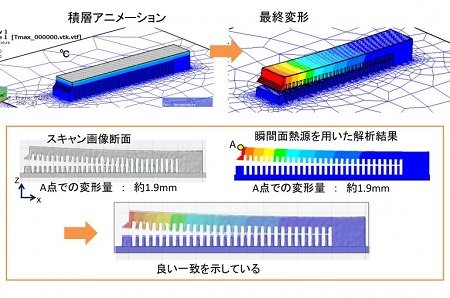 積層アニメーション
最終変形
[Tmax_000000.vtk.vtf]
℃
スキャン画像断面
A点での変形量 ： 約1.9mm
瞬間面熱源を用いた解析結果
A
A点での変形量 ： 約1.9mm
Z
x
良い一致を示している